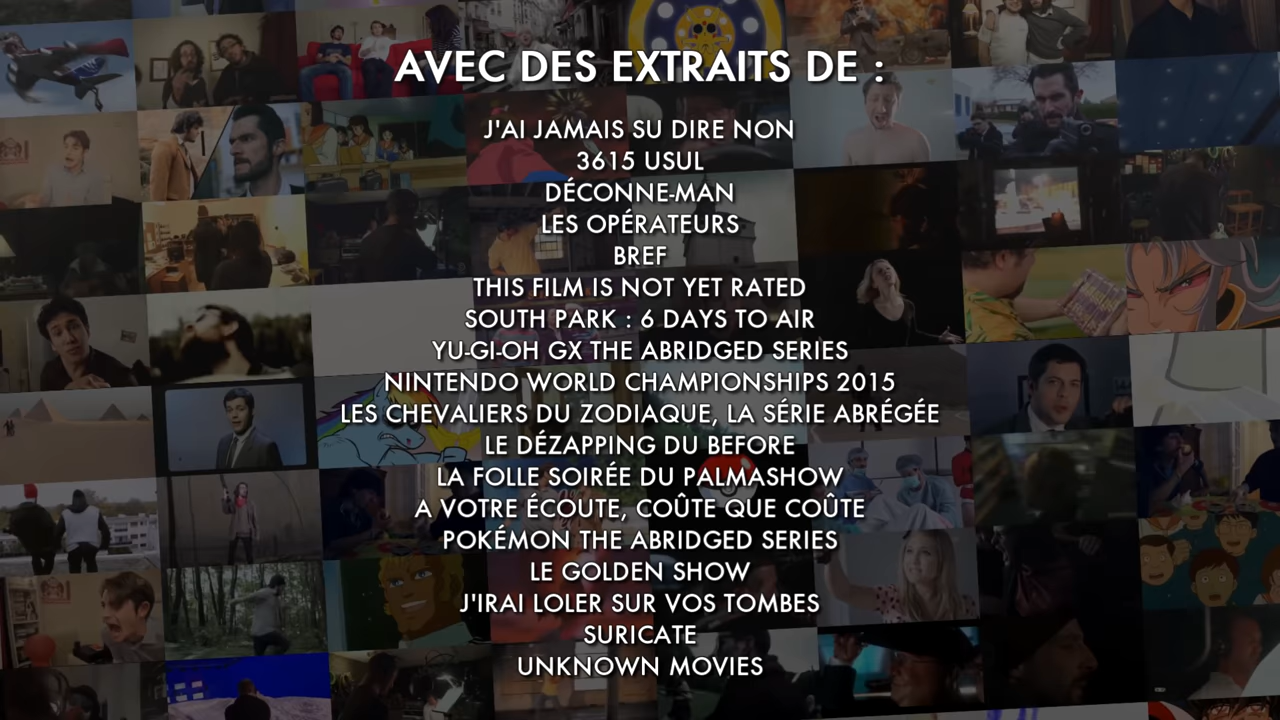 AVEC DES EXTRAITS DE :
J'AI JAMAIS SU DIRE NON
3615 USUL
DÉCONNE-MAN
LES OPÉRATEURS
BREF
THIS FILM IS NOT YET RATED
SOUTH PARK : 6 DAYS TO AIR
YU-GI-OH GX THE ABRIDGED SERIES
NINTENDO WORLD CHAMPIONSHIPS 2015
LES CHEVALIERS DU ZODIAQUE, LA SÉRIE ABRÉGÉE
LE DÉZAPPING DU BEFORE
LA FOLLE SOIRÉE DU PALMASHOW
A VOTRE ÉCOUTE, COÛTE QUE COÛTE
POKÉMON THE ABRIDGED SERIES
LE GOLDEN SHOW
J'IRAI LOLER SUR VOS TOMBES
SURICATE
UNKNOWN MOVIES